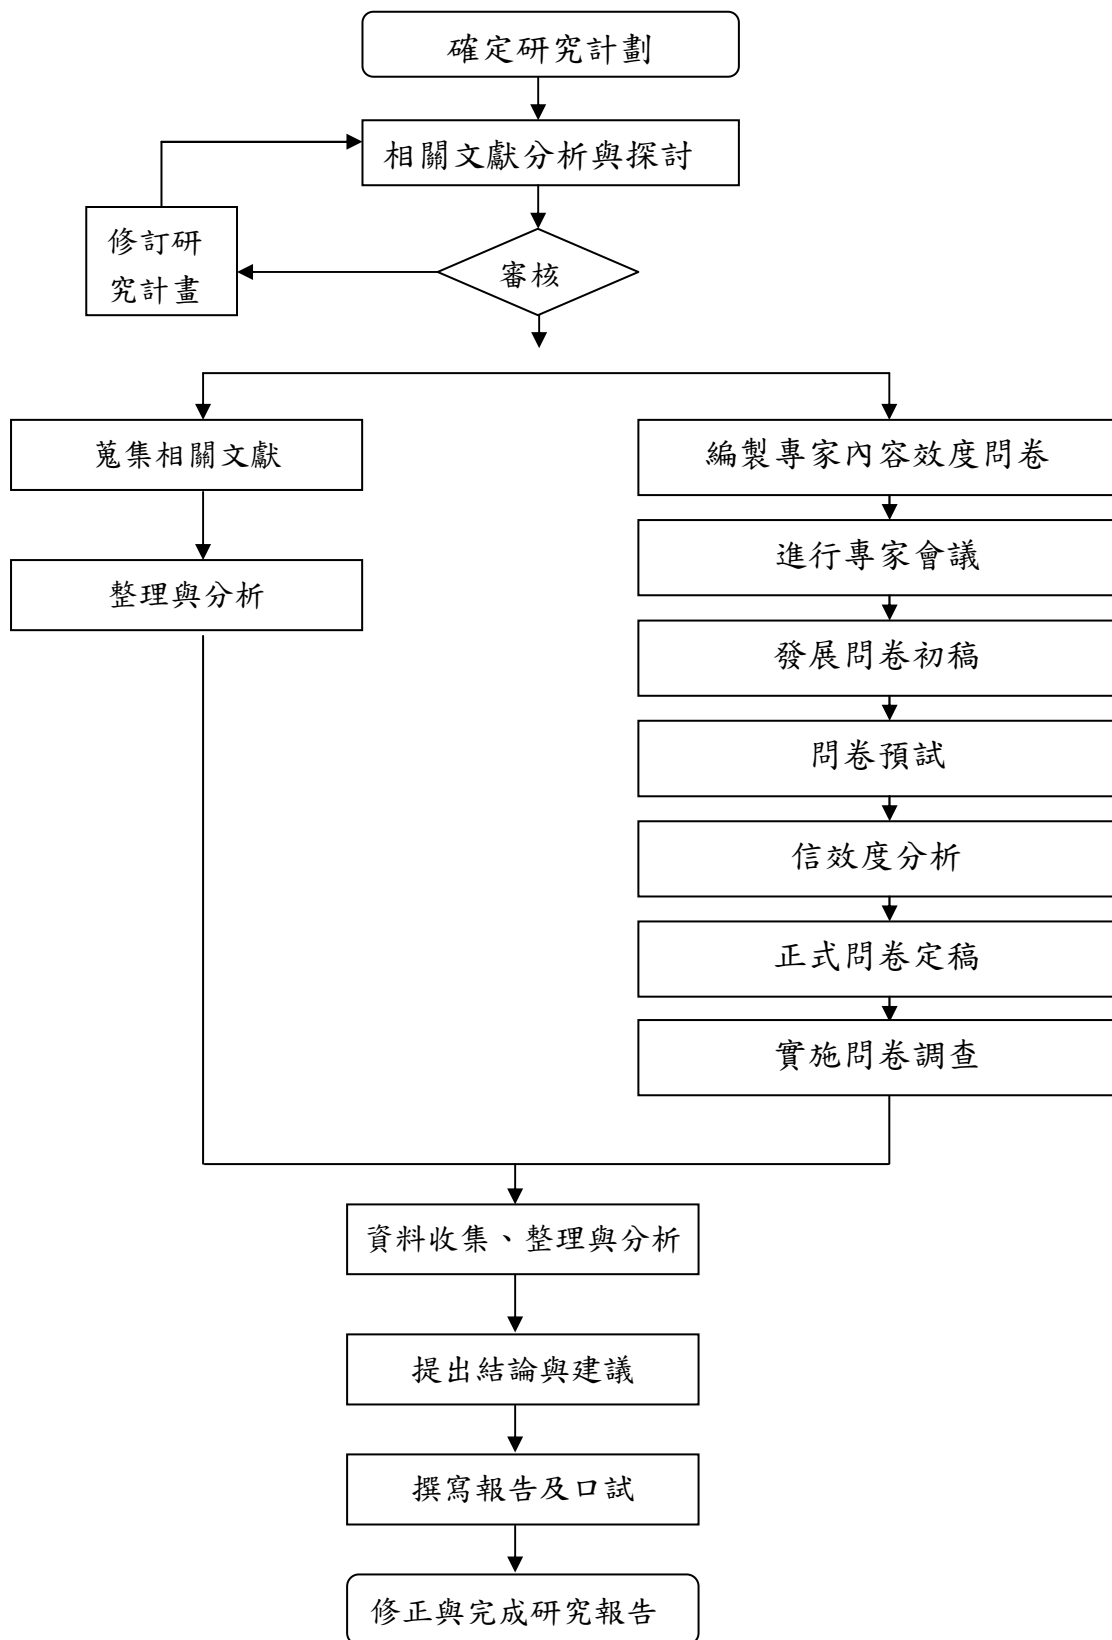 確定研究計劃
相關文獻分析與探討
修訂研
究計畫
審核
蒐集相關文獻
整理與分析
編製專家內容效度問卷
進行專家會議
發展問卷初稿
問卷預試
信效度分析
正式問卷定稿
實施問卷調查
資料收集、整理與分析
提出結論與建議
撰寫報告及口試
修正與完成研究報告